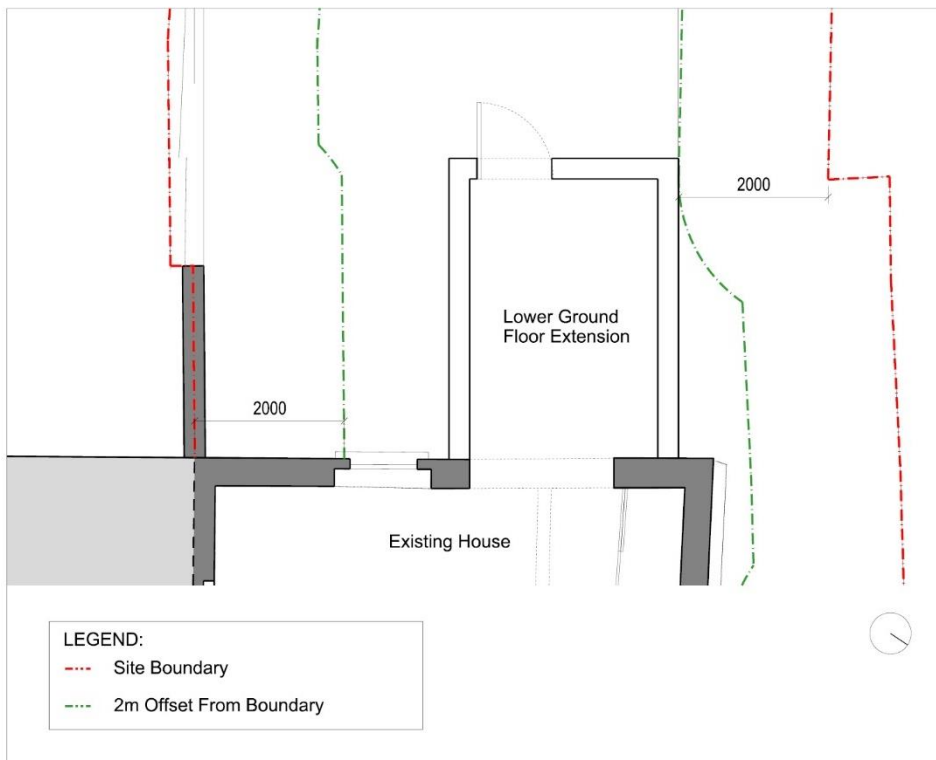 2000
Lower Ground
Floor Extension
2000
Existing House
LEGEND:
Site Boundary
2m Offset From Boundary